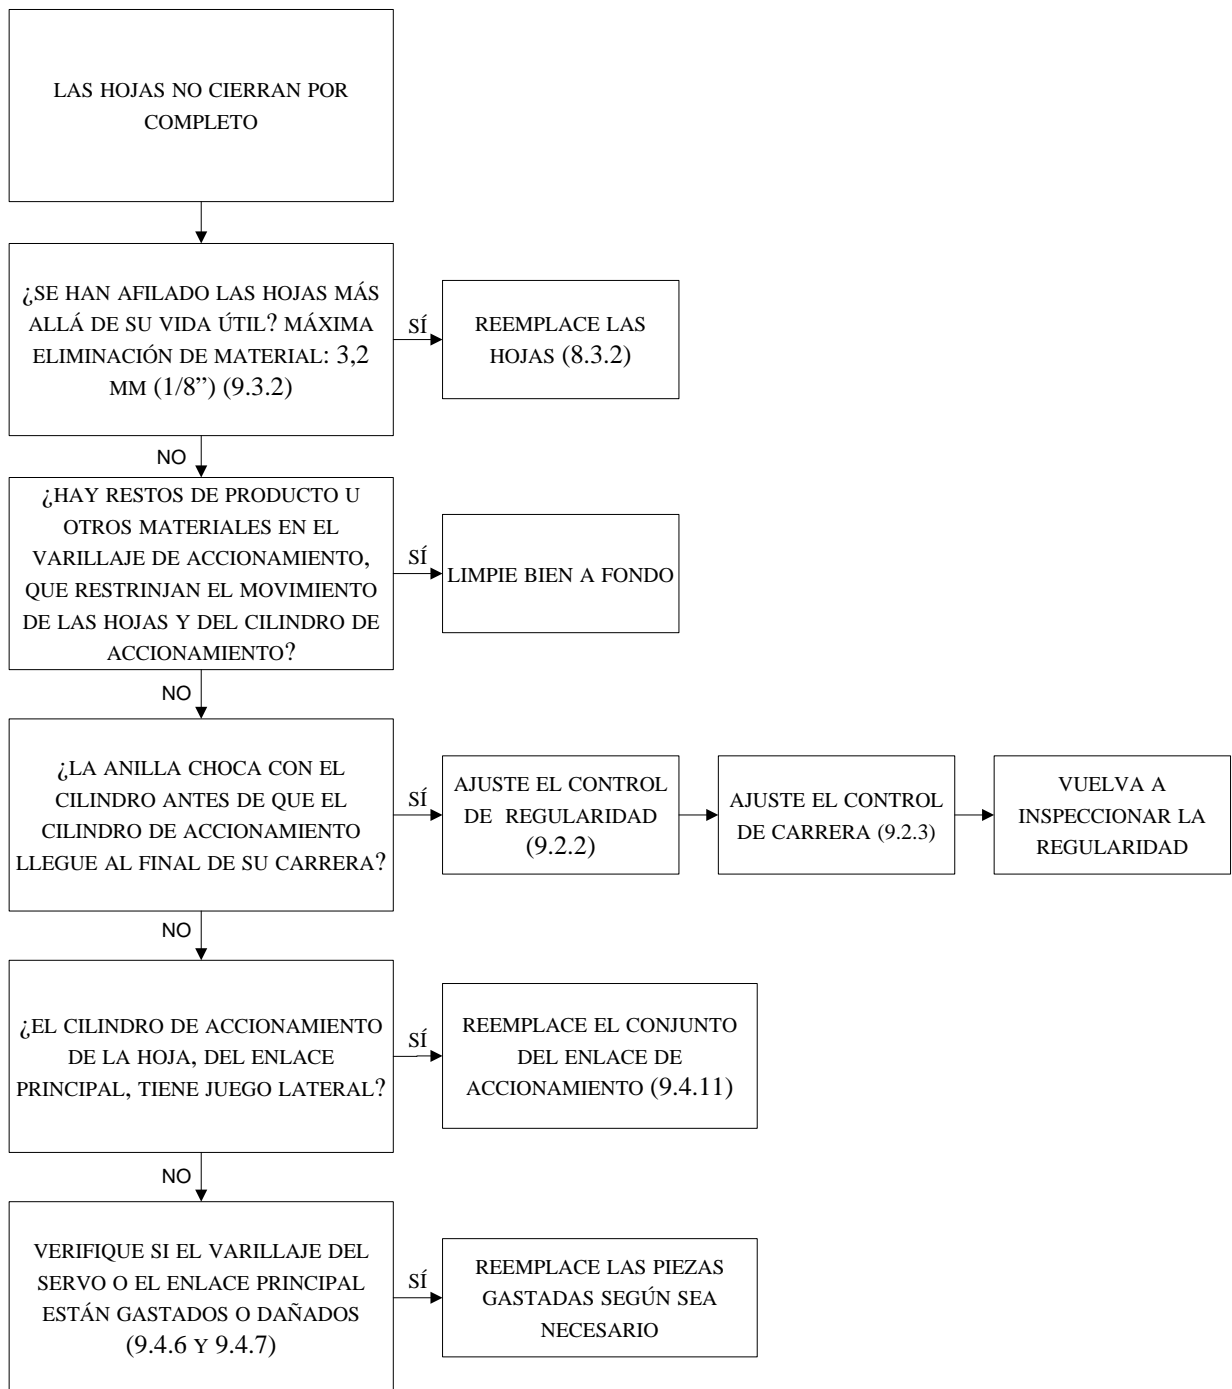 LAS HOJAS NO CIERRAN POR
COMPLETO
¿SE HAN AFILADO LAS HOJAS MÁS
ALLÁ DE SU VIDA ÚTIL? MÁXIMA
ELIMINACIÓN DE MATERIAL: 3,2
MM (1/8”) (9.3.2)
SÍ
REEMPLACE LAS
HOJAS (8.3.2)
NO
¿HAY RESTOS DE PRODUCTO U
OTROS MATERIALES EN EL
VARILLAJE DE ACCIONAMIENTO,
QUE RESTRINJAN EL MOVIMIENTO
DE LAS HOJAS Y DEL CILINDRO DE
ACCIONAMIENTO?
SÍ
LIMPIE BIEN A FONDO
NO
¿LA ANILLA CHOCA CON EL
CILINDRO ANTES DE QUE EL
CILINDRO DE ACCIONAMIENTO
LLEGUE AL FINAL DE SU CARRERA?
SÍ
AJUSTE EL CONTROL
DE REGULARIDAD
(9.2.2)
AJUSTE EL CONTROL
DE CARRERA (9.2.3)
VUELVA A
INSPECCIONAR LA
REGULARIDAD
NO
¿EL CILINDRO DE ACCIONAMIENTO
DE LA HOJA, DEL ENLACE
PRINCIPAL, TIENE JUEGO LATERAL?
SÍ
REEMPLACE EL CONJUNTO
DEL ENLACE DE
ACCIONAMIENTO (9.4.11)
NO
VERIFIQUE SI EL VARILLAJE DEL
SERVO O EL ENLACE PRINCIPAL
ESTÁN GASTADOS O DAÑADOS
(9.4.6 Y 9.4.7)
SÍ
REEMPLACE LAS PIEZAS
GASTADAS SEGÚN SEA
NECESARIO